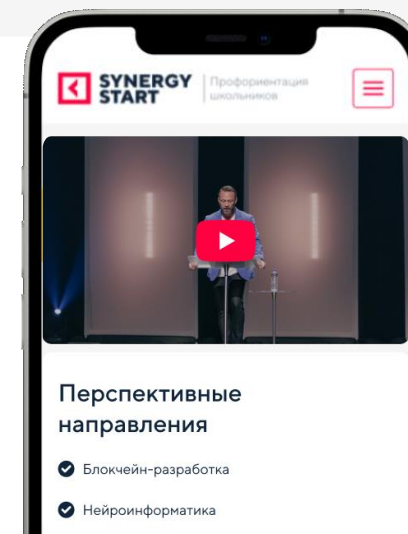 SYNERGY
START
Профориентация
школьников
Перспективные
направления
Блокчейн-разработка
Нейроинформатика